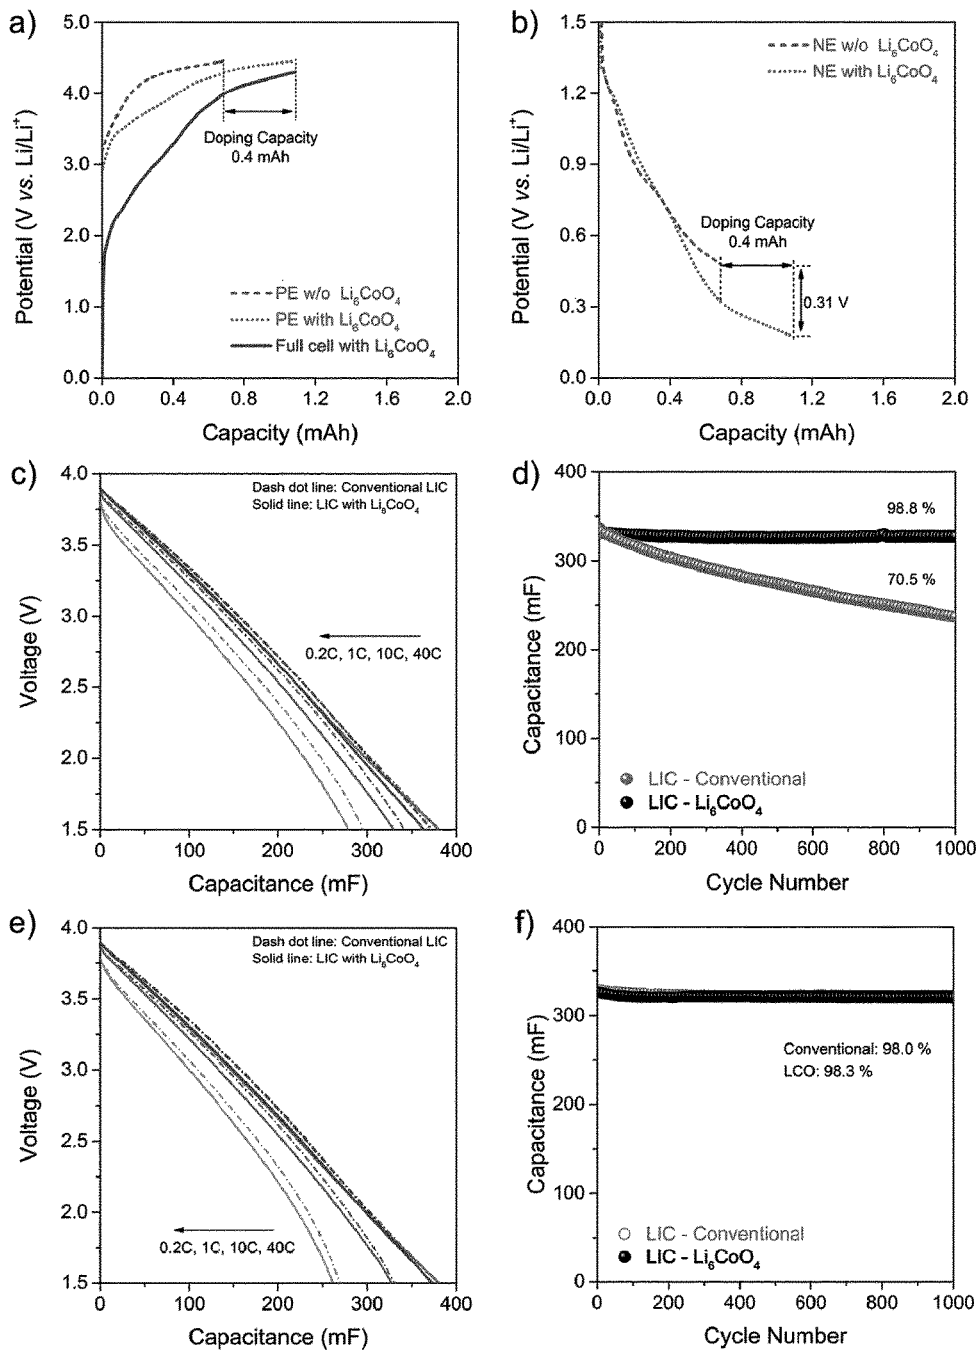 a)
5.0
4.0
3.0
2.0
1.0
0.0
Potential (V vs. Li/Li⁺)
Doping Capacity
0.4 mAh
PE w/o Li₆CoO₄
PE with Li₆CoO₄
Full cell with Li₆CoO₄
0.0 0.4 0.8 1.2 1.6 2.0
Capacity (mAh)
b)
1.5
1.2
0.9
0.6
0.3
0.0
Potential (V vs. Li/Li⁺)
NE w/o Li₆CoO₄
NE with Li₆CoO₄
Doping Capacity
0.4 mAh
0.31 V
0.0 0.4 0.8 1.2 1.6 2.0
Capacity (mAh)
c)
4.0
3.5
3.0
2.5
2.0
1.5
Voltage (V)
Dash dot line: Conventional LIC
Solid line: LIC with Li₆CoO₄
0.2C, 1C, 10C, 40C
0 100 200 300 400
Capacitance (mF)
d)
400
300
200
100
0
Capacitance (mF)
98.8 %
70.5 %
LIC - Conventional
LIC - Li₆CoO₄
0 200 400 600 800 1000
Cycle Number
e)
4.0
3.5
3.0
2.5
2.0
1.5
Voltage (V)
Dash dot line: Conventional LIC
Solid line: LIC with Li₆CoO₄
0.2C, 1C, 10C, 40C
0 100 200 300 400
Capacitance (mF)
f)
400
300
200
100
0
Capacitance (mF)
Conventional: 98.0 %
LCO: 98.3 %
LIC - Conventional
LIC - Li₆CoO₄
0 200 400 600 800 1000
Cycle Number